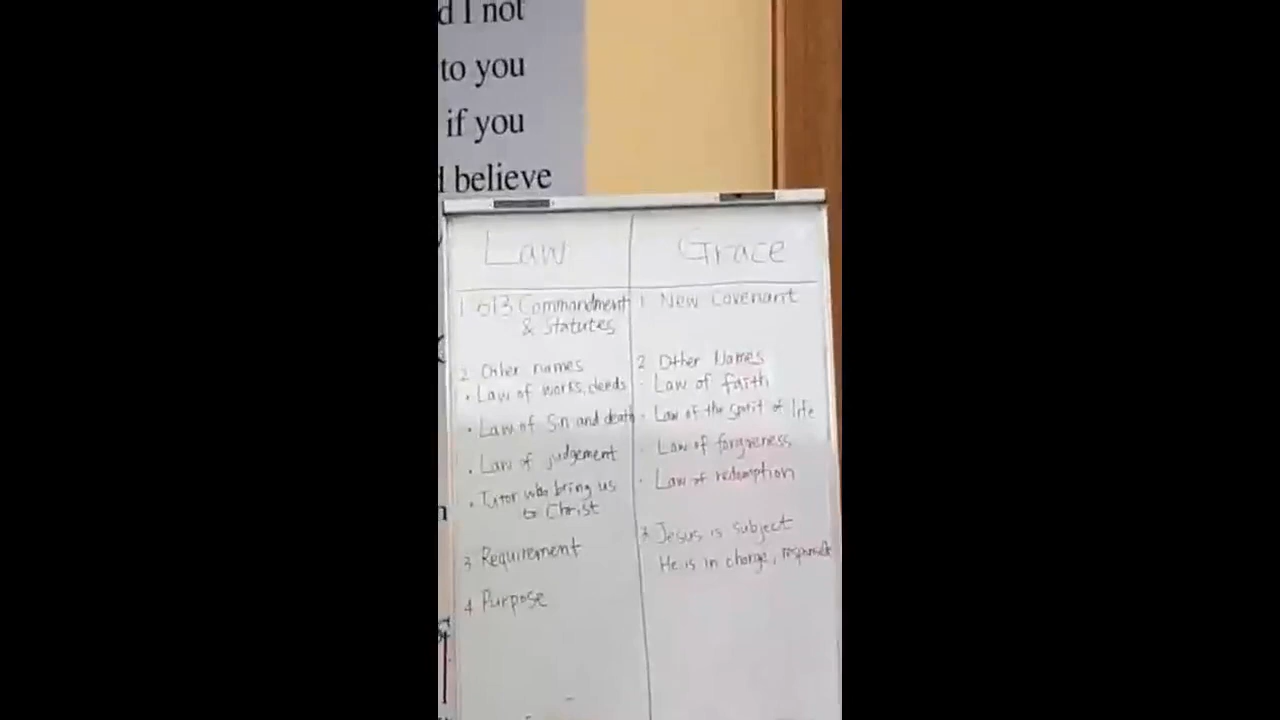 d I not
to you
if you
believe
Law
1 613 Commandment
& Statutes
2 Other names
• Law of works, deeds
• Law of Sin and death
• Law of judgement
• Tutor who bring us
to Christ
3 Requirement
4 Purpose
Grace
1 New Covenant
2 Other Names
- Law of faith
- Law of the spirit of life
- Law of forgiveness
- Law of redemption
Jesus is subject
He is in charge,